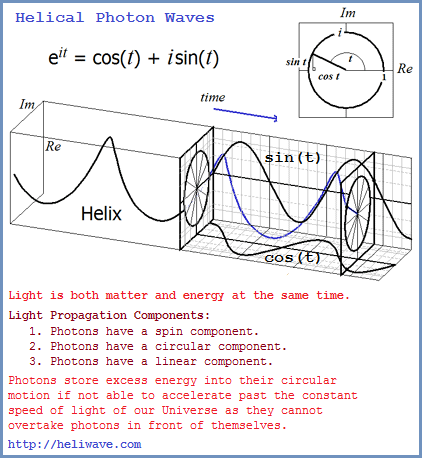 Helical Photon Waves
e^{it} = cos(t) + i sin(t)
Im
i
sin t
t
cos t
1
Re
time
Im
Re
sin(t)
Helix
cos(t)
Light is both matter and energy at the same time.
Light Propagation Components:
1. Photons have a spin component.
2. Photons have a circular component.
3. Photons have a linear component.
Photons store excess energy into their circular
motion if not able to accelerate past the constant
speed of light of our Universe as they cannot
overtake photons in front of themselves.
http://heliwave.com